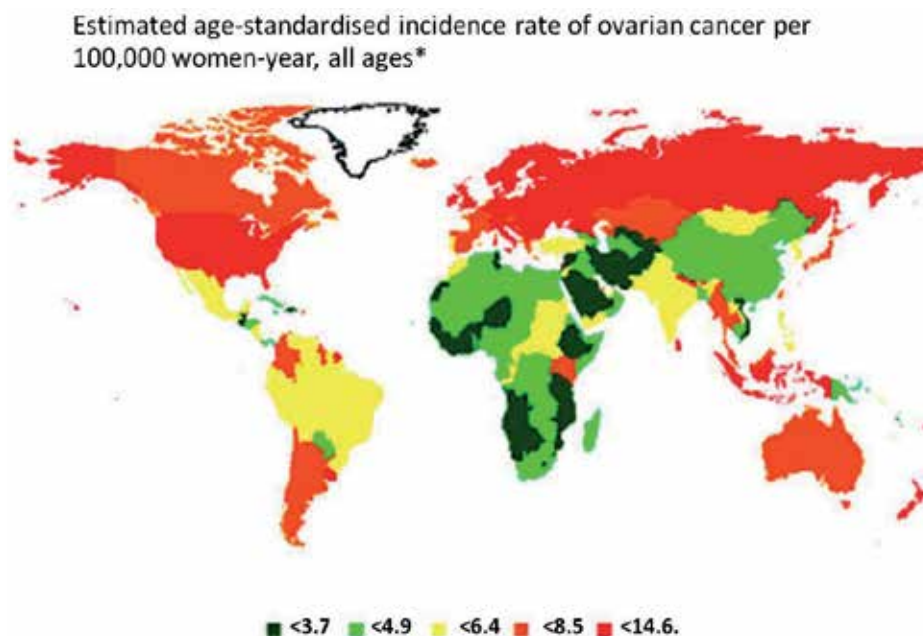 Estimated age-standardised incidence rate of ovarian cancer per
100,000 women-year, all ages*
<3.7 <4.9 <6.4 <8.5 <14.6.